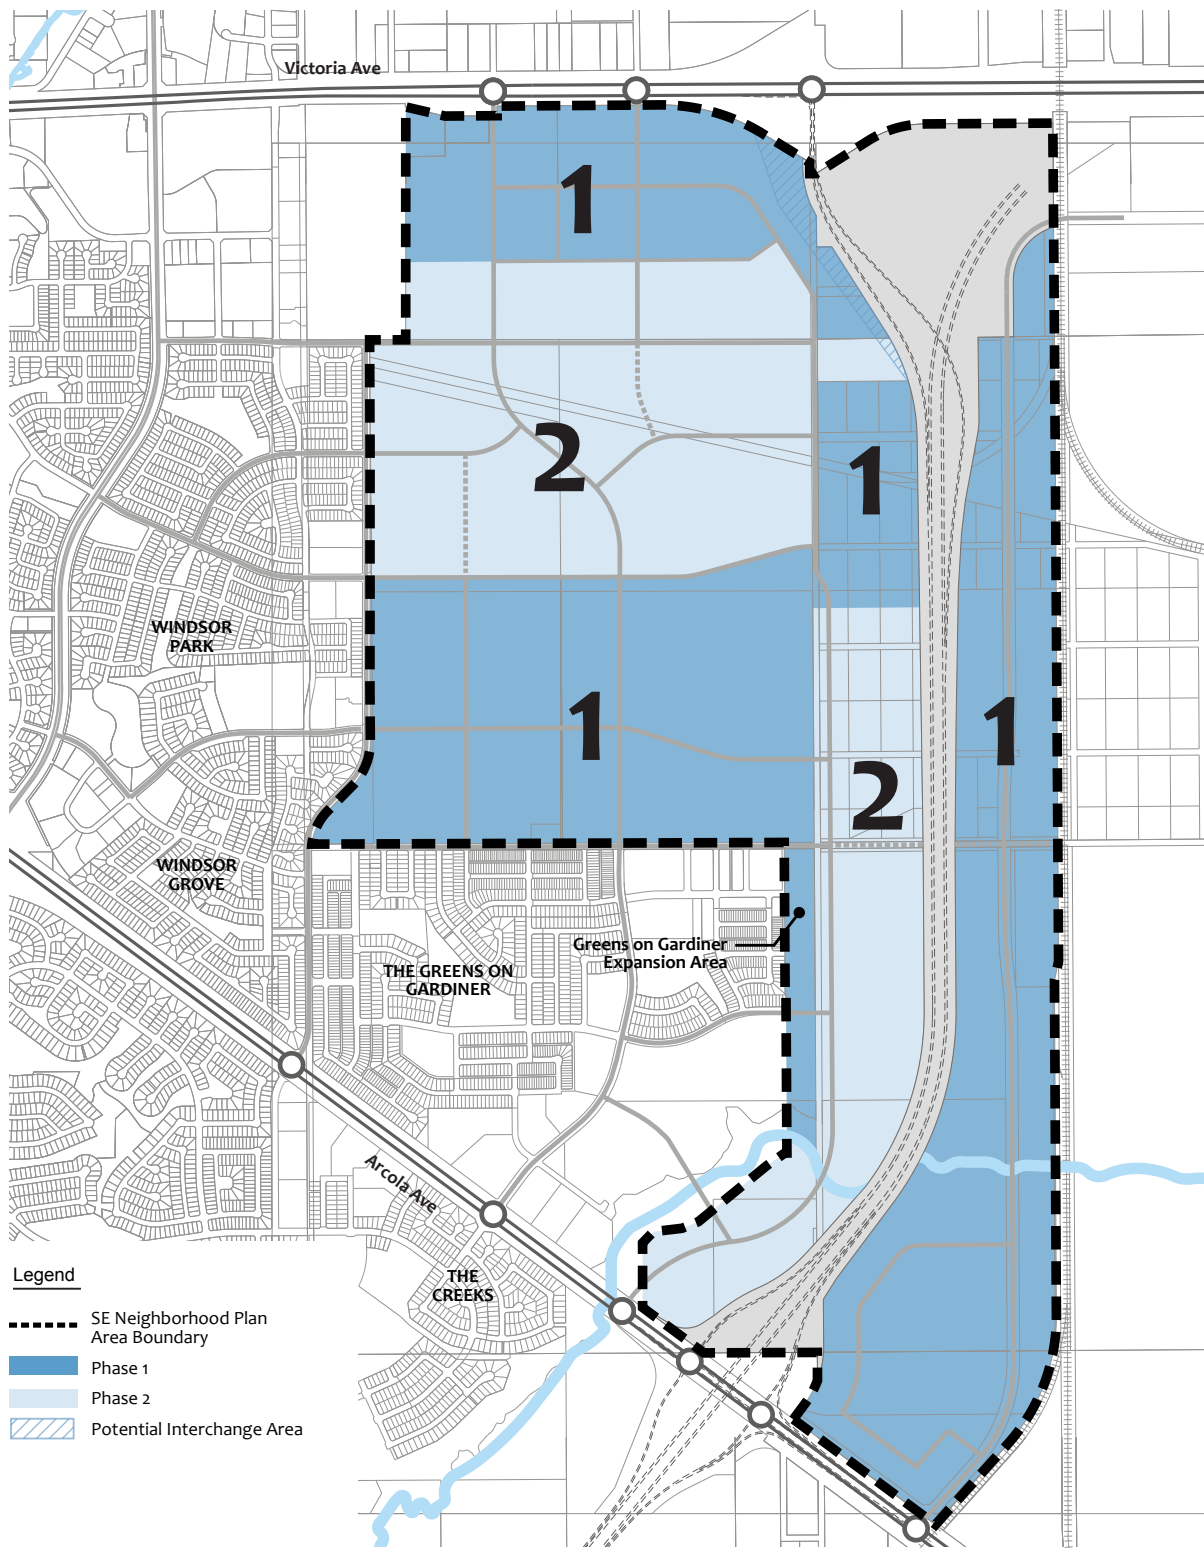 Victoria Ave
1
2
1
WINDSOR
PARK
1
1
2
WINDSOR
GROVE
Greens on Gardiner
Expansion Area
THE GREENS ON
GARDINER
Arcola Ave
THE
CREEKS
Legend
SE Neighborhood Plan
Area Boundary
Phase 1
Phase 2
Potential Interchange Area